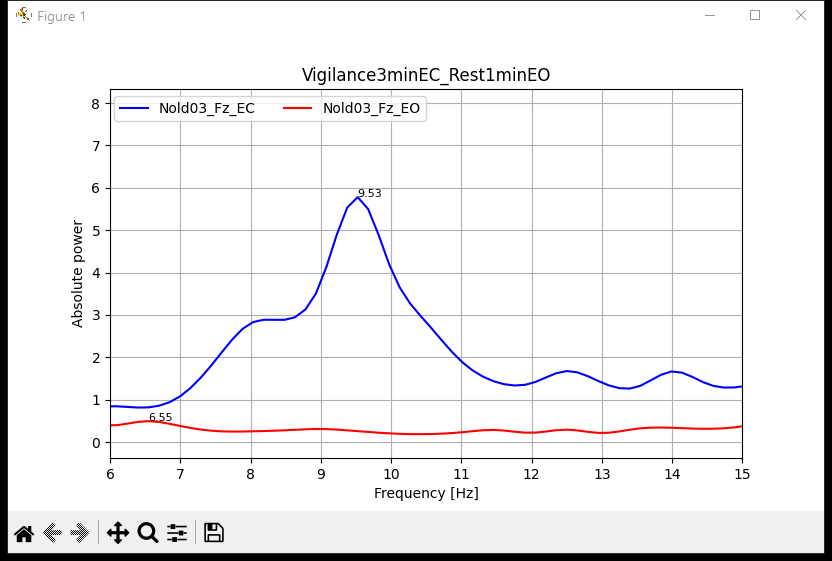 Figure 1
Vigilance3minEC_Rest1minEO
Nold03_Fz_EC Nold03_Fz_EO
8
7
6
5
4
3
2
1
0
Absolute power
9.53
6.55
6 7 8 9 10 11 12 13 14 15
Frequency [Hz]